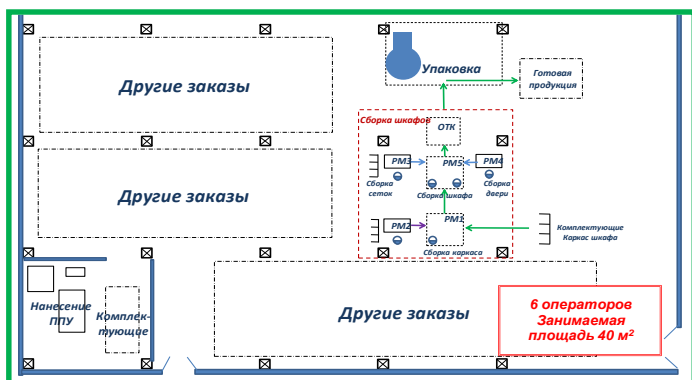 Другие заказы
Упаковка
Готовая
продукция
Сборка шкафов
ОТК
РМ3
РМ5
РМ4
Сборка
сеток
Сборка шкафа
Сборка
двери
РМ2
РМ1
Сборка каркаса
Комплектующие
Каркас шкафа
Другие заказы
Нанесение
ППУ
Комплек-
тующие
Другие заказы
6 операторов
Занимаемая
площадь 40 м²